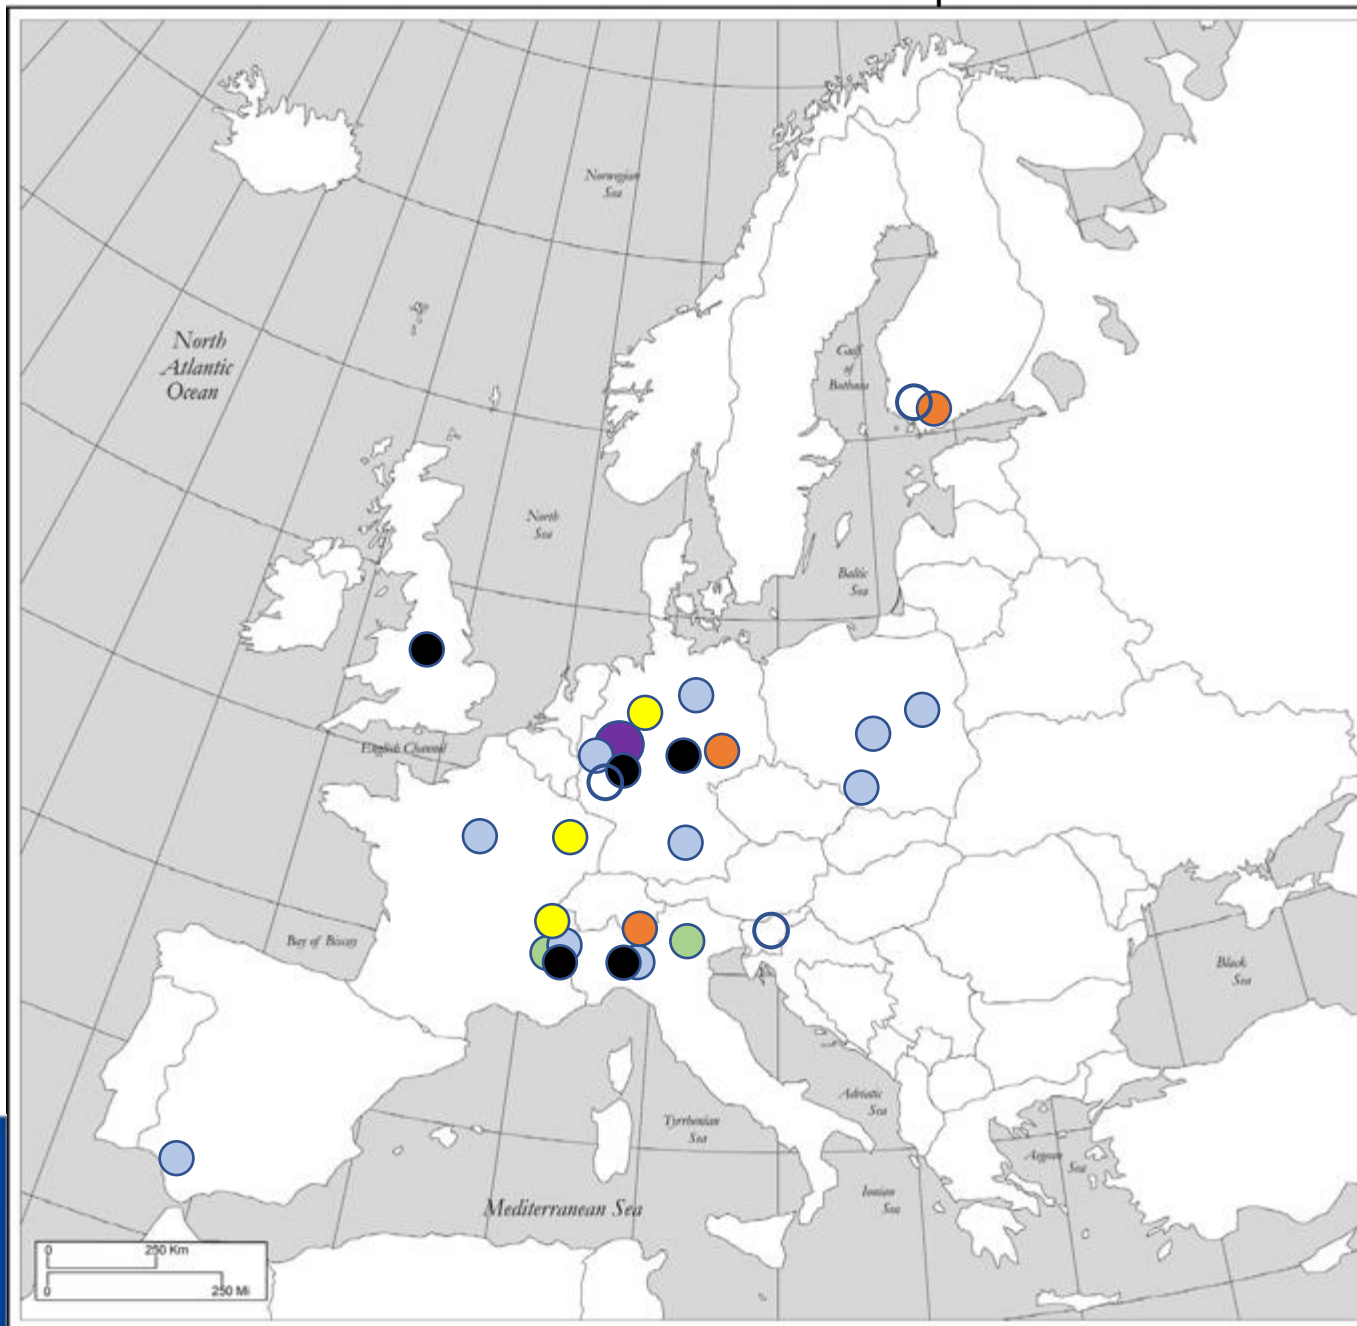 Norwegian
Sea
North
Atlantic
Ocean
Gulf
of
Bothnia
North
Sea
Baltic
Sea
English Channel
Bay of Biscay
Black
Sea
Adriatic
Sea
Tyrrhenian
Sea
Aegean
Sea
Ionian
Sea
Mediterranean Sea
0 250 Km
0 250 Mi